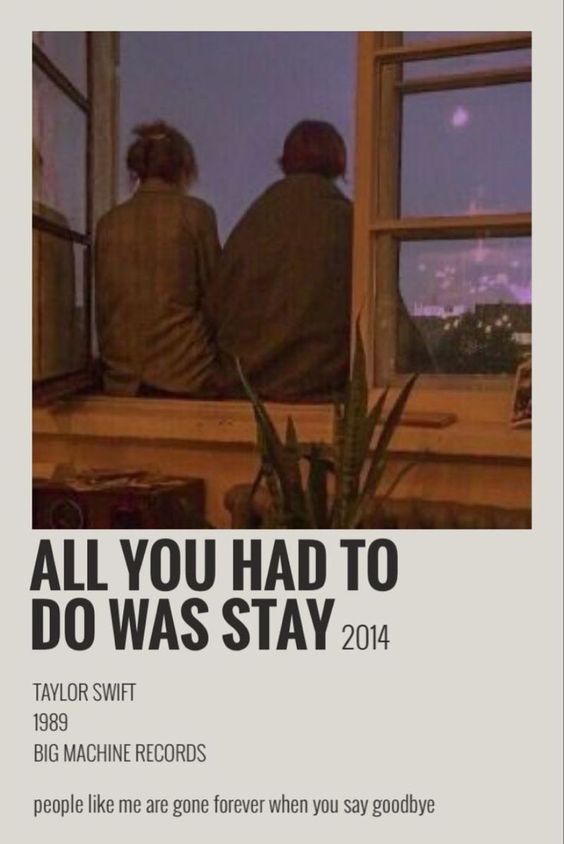 ALL YOU HAD TO
DO WAS STAY 2014
TAYLOR SWIFT
1989
BIG MACHINE RECORDS
people like me are gone forever when you say goodbye